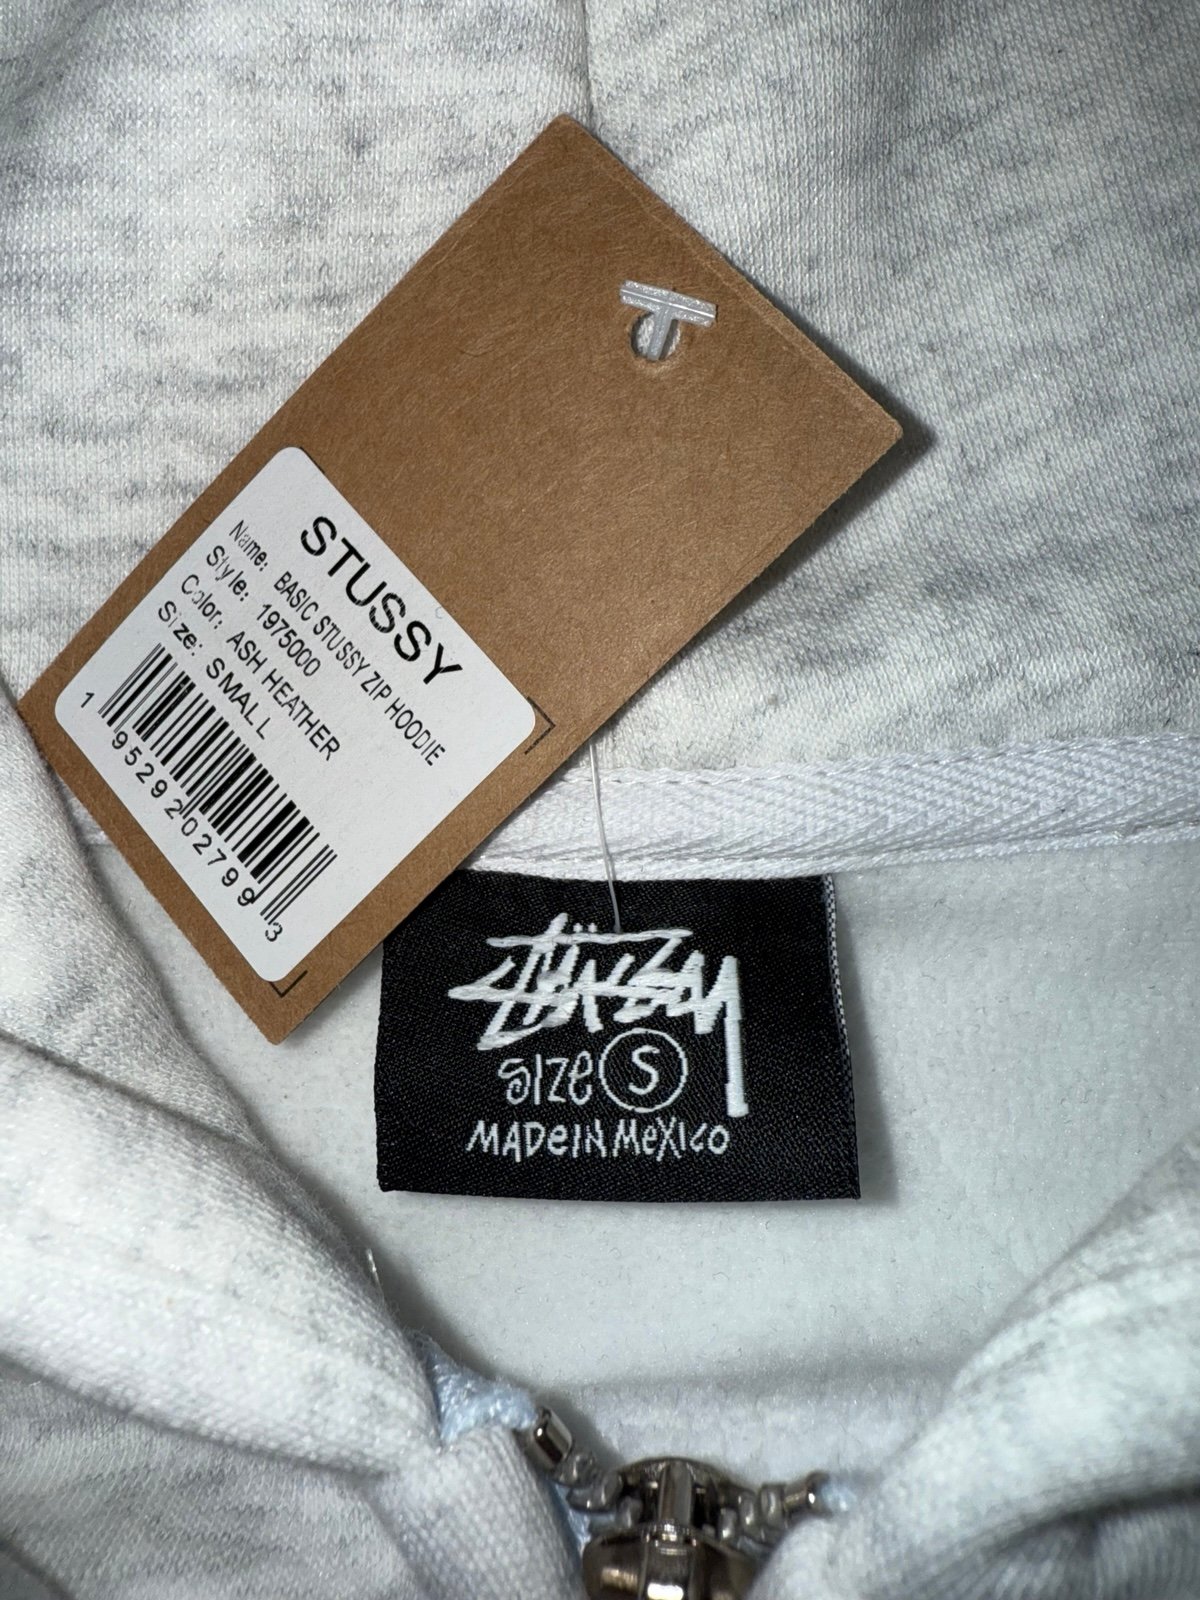 STUSSY
Name: BASIC STUSSY ZIP HOODIE
Style: 1975000
Color: ASH HEATHER
Size: SMALL
1 95292 02799 3
STÜSSY
SIZE S
MADE IN MEXICO